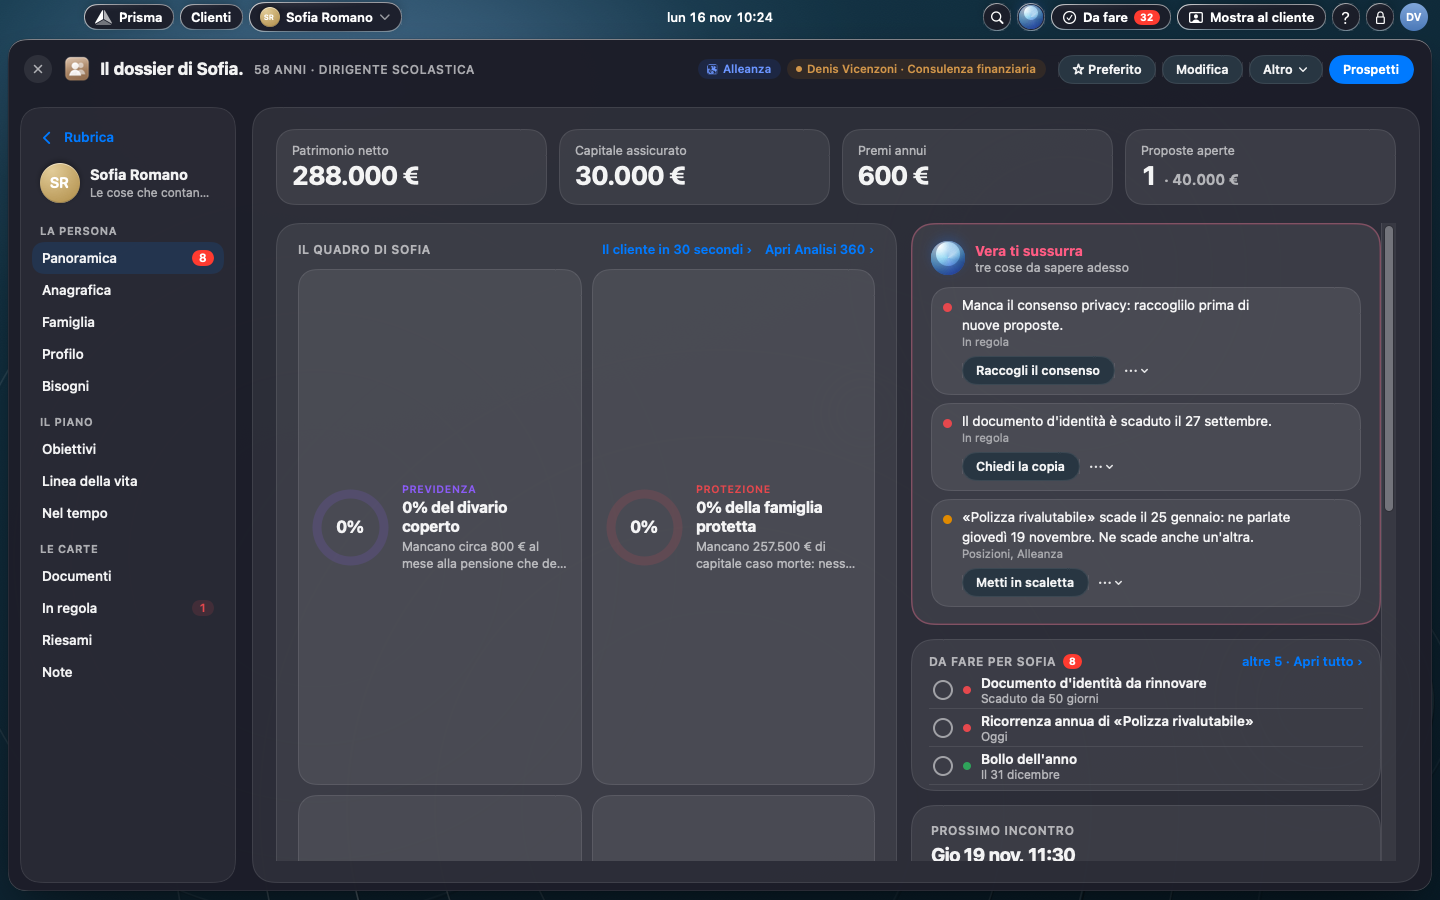 Prisma
Clienti
SR Sofia Romano
lun 16 nov 10:24
Da fare 32
Mostra al cliente
?
DV
Il dossier di Sofia.
58 ANNI · DIRIGENTE SCOLASTICA
Alleanza
Denis Vicenzoni · Consulenza finanziaria
Preferito
Modifica
Altro
Prospetti
Rubrica
SR
Sofia Romano
Le cose che contan...
LA PERSONA
Panoramica 8
Anagrafica
Famiglia
Profilo
Bisogni
IL PIANO
Obiettivi
Linea della vita
Nel tempo
LE CARTE
Documenti
In regola 1
Riesami
Note
Patrimonio netto
288.000 €
Capitale assicurato
30.000 €
Premi annui
600 €
Proposte aperte
1 · 40.000 €
IL QUADRO DI SOFIA
Il cliente in 30 secondi ›
Apri Analisi 360 ›
0%
PREVIDENZA
0% del divario
coperto
Mancano circa 800 € al
mese alla pensione che de...
0%
PROTEZIONE
0% della famiglia
protetta
Mancano 257.500 € di
capitale caso morte: ness...
Vera ti sussurra
tre cose da sapere adesso
Manca il consenso privacy: raccoglilo prima di
nuove proposte.
In regola
Raccogli il consenso
Il documento d'identità è scaduto il 27 settembre.
In regola
Chiedi la copia
«Polizza rivalutabile» scade il 25 gennaio: ne parlate
giovedì 19 novembre. Ne scade anche un'altra.
Posizioni, Alleanza
Metti in scaletta
DA FARE PER SOFIA 8
altre 5 · Apri tutto ›
Documento d'identità da rinnovare
Scaduto da 50 giorni
Ricorrenza annua di «Polizza rivalutabile»
Oggi
Bollo dell'anno
Il 31 dicembre
PROSSIMO INCONTRO
Gio 19 nov, 11:30